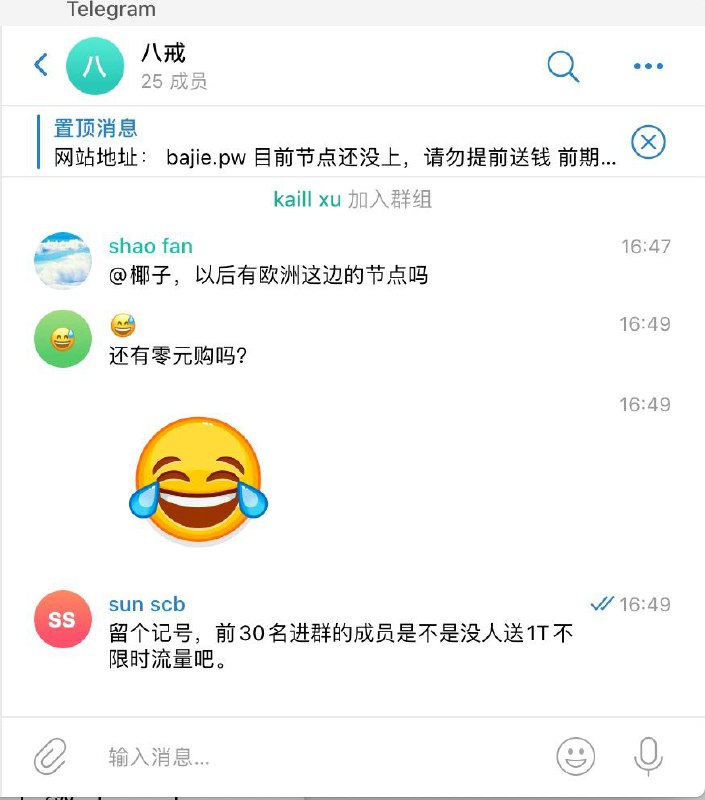 Telegram
八
八戒
25 成员
置顶消息
网站地址： bajie.pw 目前节点还没上，请勿提前送钱 前期...
kaill xu 加入群组
shao fan
16:47
@椰子，以后有欧洲这边的节点吗
😅
16:49
还有零元购吗?
16:49
SS
sun scb
16:49
留个记号，前30名进群的成员是不是没人送1T不
限时流量吧。
输入消息...